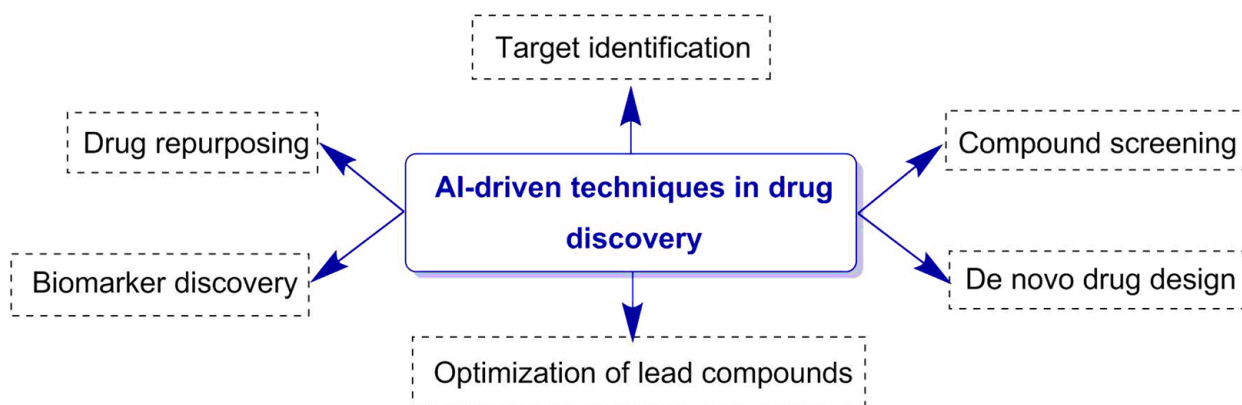 Target identification
Drug repurposing
Compound screening
AI-driven techniques in drug
discovery
Biomarker discovery
De novo drug design
Optimization of lead compounds